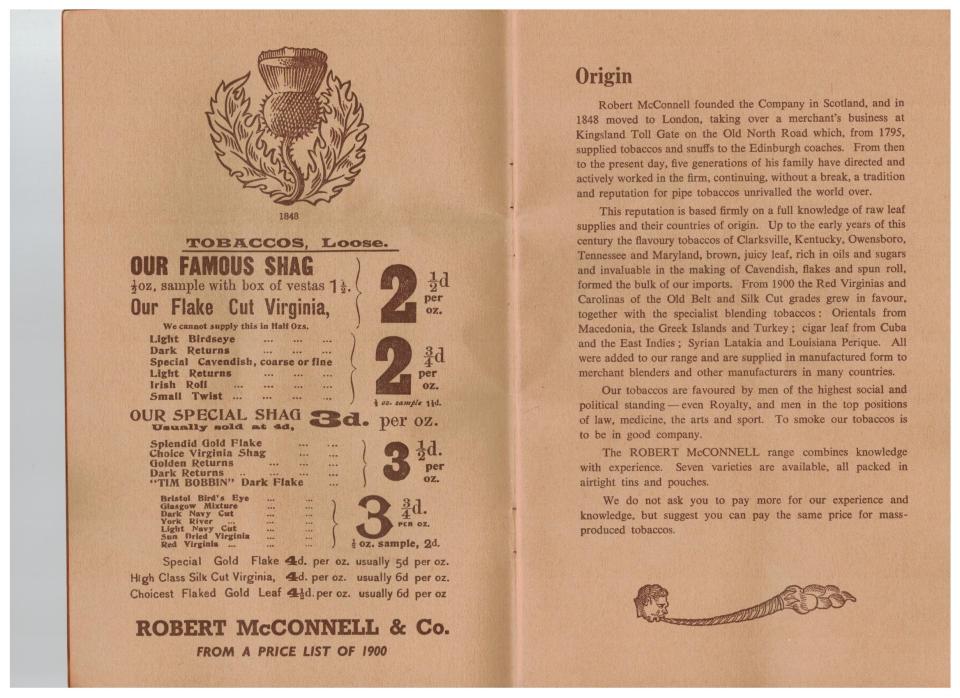 1848
TOBACCOS, Loose.
OUR FAMOUS SHAG
½oz, sample with box of vestas 1½.
Our Flake Cut Virginia,
We cannot supply this in Half Ozs.
2 ½d per oz.
Light Birdseye ... ... ...
Dark Returns ... ... ...
Special Cavendish, coarse or fine
Light Returns ... ... ...
Irish Roll ... ... ... ...
Small Twist ... ... ... ...
2 ¾d per oz.
½ oz. sample 1½d.
OUR SPECIAL SHAG 3d. per oz.
Usually sold at 4d,
Splendid Gold Flake ... ...
Choice Virginia Shag ... ...
Golden Returns ... ... ...
Dark Returns .. ... ... ...
"TIM BOBBIN" Dark Flake ...
3 ½d. per oz.
Bristol Bird's Eye ... ...
Glasgow Mixture ... ...
Dark Navy Cut ... ...
York River ... ... ...
Light Navy Cut ... ...
Sun Dried Virginia ... ...
Red Virginia ... ... ...
3 ¾d. PER OZ.
½ oz. sample, 2d.
Special Gold Flake 4d. per oz. usually 5d per oz.
High Class Silk Cut Virginia, 4d. per oz. usually 6d per oz.
Choicest Flaked Gold Leaf 4½d. per oz. usually 6d per oz
ROBERT McCONNELL & Co.
FROM A PRICE LIST OF 1900
Origin
Robert McConnell founded the Company in Scotland, and in
1848 moved to London, taking over a merchant's business at
Kingsland Toll Gate on the Old North Road which, from 1795,
supplied tobaccos and snuffs to the Edinburgh coaches. From then
to the present day, five generations of his family have directed and
actively worked in the firm, continuing, without a break, a tradition
and reputation for pipe tobaccos unrivalled the world over.
This reputation is based firmly on a full knowledge of raw leaf
supplies and their countries of origin. Up to the early years of this
century the flavoury tobaccos of Clarksville, Kentucky, Owensboro,
Tennessee and Maryland, brown, juicy leaf, rich in oils and sugars
and invaluable in the making of Cavendish, flakes and spun roll,
formed the bulk of our imports. From 1900 the Red Virginias and
Carolinas of the Old Belt and Silk Cut grades grew in favour,
together with the specialist blending tobaccos : Orientals from
Macedonia, the Greek Islands and Turkey ; cigar leaf from Cuba
and the East Indies ; Syrian Latakia and Louisiana Perique. All
were added to our range and are supplied in manufactured form to
merchant blenders and other manufacturers in many countries.
Our tobaccos are favoured by men of the highest social and
political standing — even Royalty, and men in the top positions
of law, medicine, the arts and sport. To smoke our tobaccos is
to be in good company.
The ROBERT McCONNELL range combines knowledge
with experience. Seven varieties are available, all packed in
airtight tins and pouches.
We do not ask you to pay more for our experience and
knowledge, but suggest you can pay the same price for mass-
produced tobaccos.